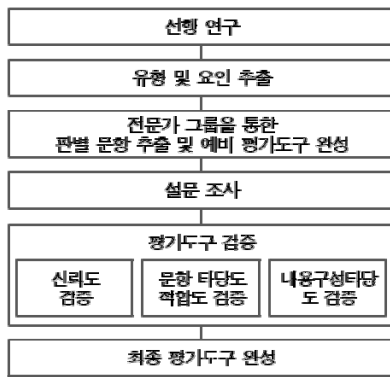 선행 연구
유형 및 요인 추출
전문가 그룹을 통한
판별 문항 추출 및 예비 평가도구 완성
설문 조사
평가도구 검증
신뢰도
검증
문항 타당도
적합도 검증
내용구성타당
도 검증
최종 평가도구 완성